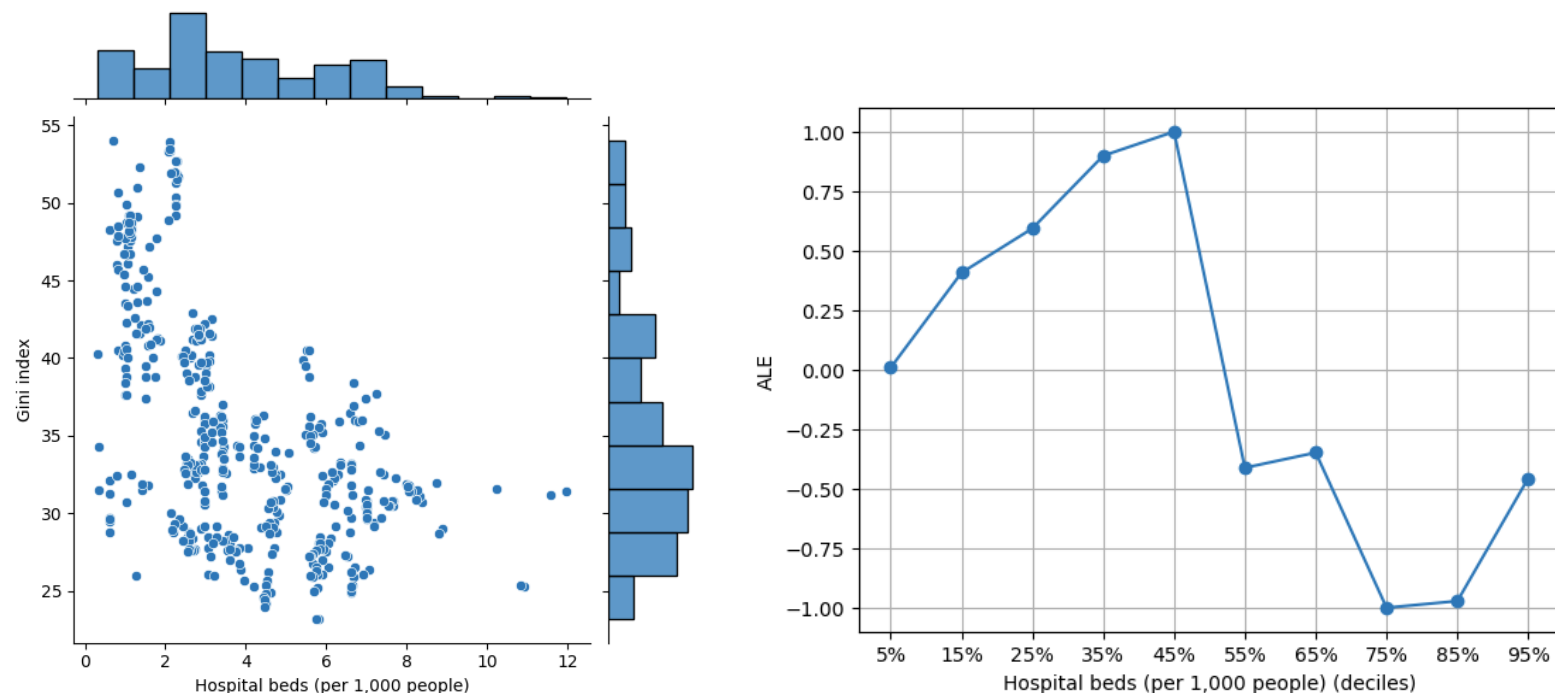 55
50
45
40
35
30
25
Gini index
0 2 4 6 8 10 12
Hospital beds (per 1,000 people)
1.00
0.75
0.50
0.25
0.00
−0.25
−0.50
−0.75
−1.00
ALE
5% 15% 25% 35% 45% 55% 65% 75% 85% 95%
Hospital beds (per 1,000 people) (deciles)